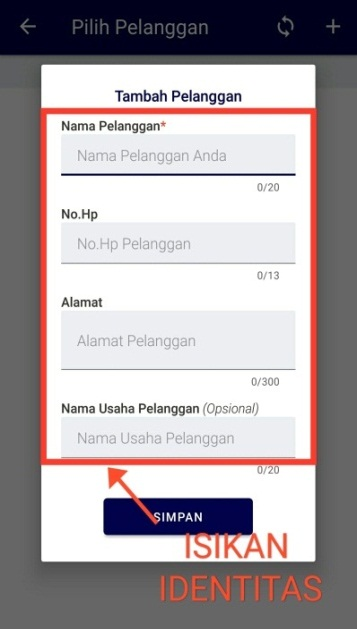 Pilih Pelanggan
Tambah Pelanggan
Nama Pelanggan*
Nama Pelanggan Anda
0/20
No.Hp
No.Hp Pelanggan
0/13
Alamat
Alamat Pelanggan
0/300
Nama Usaha Pelanggan (Opsional)
Nama Usaha Pelanggan
0/20
SIMPAN
ISIKAN
IDENTITAS